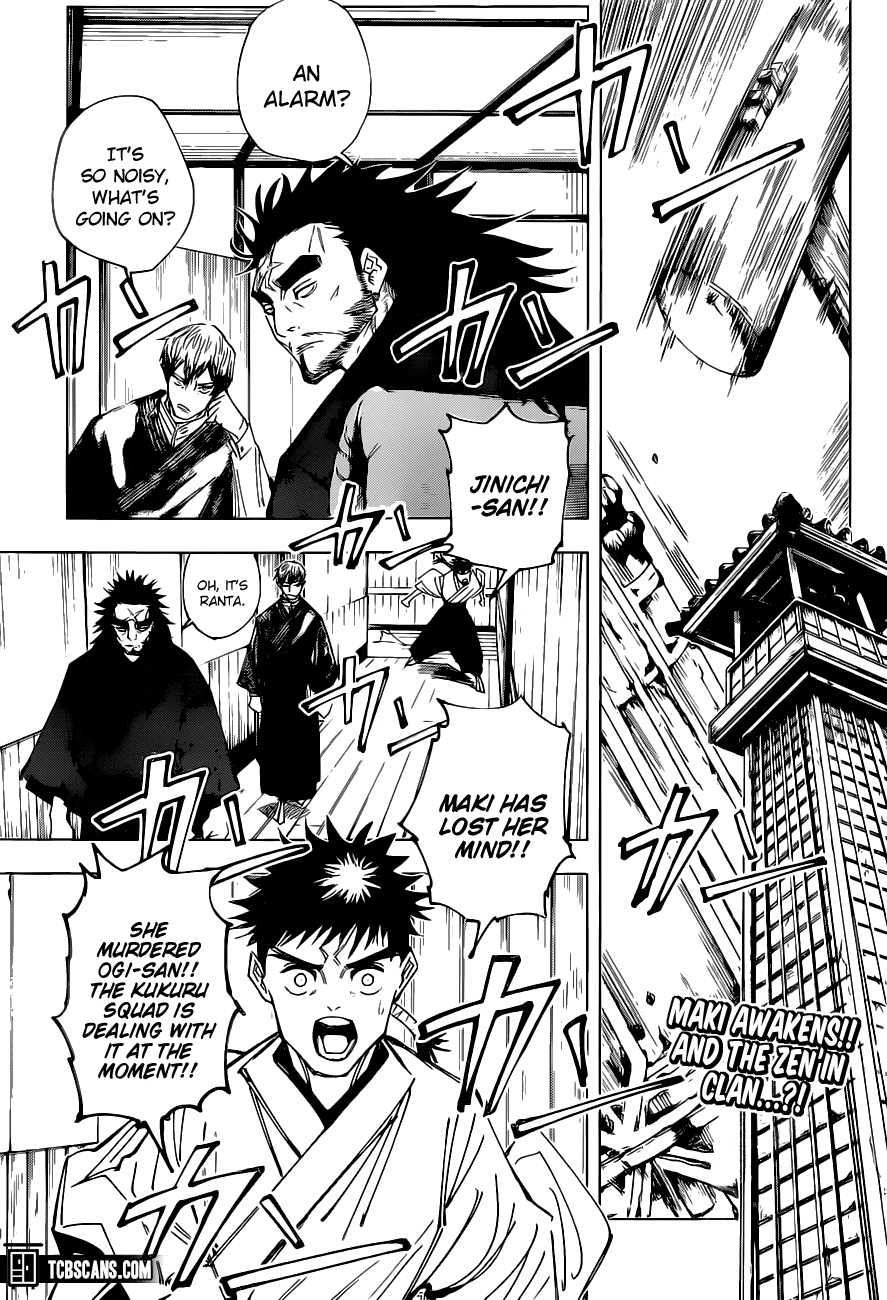 カン
カン
MAKI AWAKENS!!
AND THE ZEN'IN
CLAN...?!
AN
ALARM?
IT'S
SO NOISY,
WHAT'S
GOING ON?
カン
カン
JINICHI
-SAN!!
カン
OH, IT'S
RANTA.
カン
MAKI HAS
LOST HER
MIND!!
カン
SHE
MURDERED
OGI-SAN!!
THE KUKURU
SQUAD IS
DEALING WITH
IT AT THE
MOMENT!!
カン
カン
TCBSCANS.COM